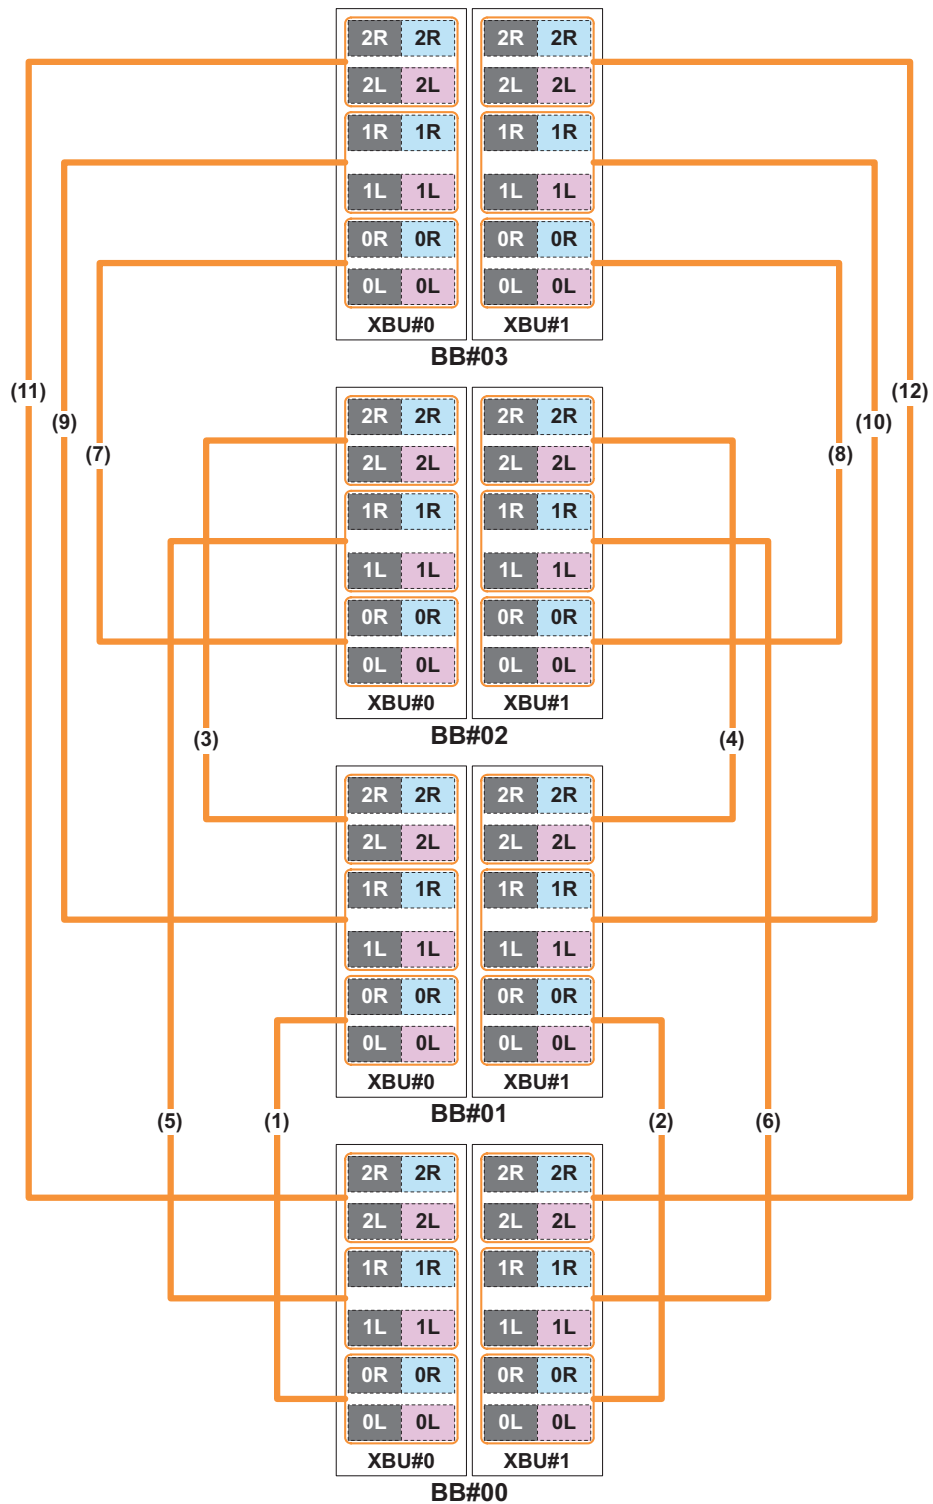 2R 2R 2R 2R
2L 2L 2L 2L
1R 1R 1R 1R
1L 1L 1L 1L
0R 0R 0R 0R
0L 0L 0L 0L
XBU#0 XBU#1
BB#03
(11) (12)
(9) (10)
2R 2R 2R 2R
(7) (8)
2L 2L 2L 2L
1R 1R 1R 1R
1L 1L 1L 1L
0R 0R 0R 0R
0L 0L 0L 0L
XBU#0 XBU#1
BB#02
(3) (4)
2R 2R 2R 2R
2L 2L 2L 2L
1R 1R 1R 1R
1L 1L 1L 1L
0R 0R 0R 0R
0L 0L 0L 0L
XBU#0 XBU#1
BB#01
(5) (1) (2) (6)
2R 2R 2R 2R
2L 2L 2L 2L
1R 1R 1R 1R
1L 1L 1L 1L
0R 0R 0R 0R
0L 0L 0L 0L
XBU#0 XBU#1
BB#00